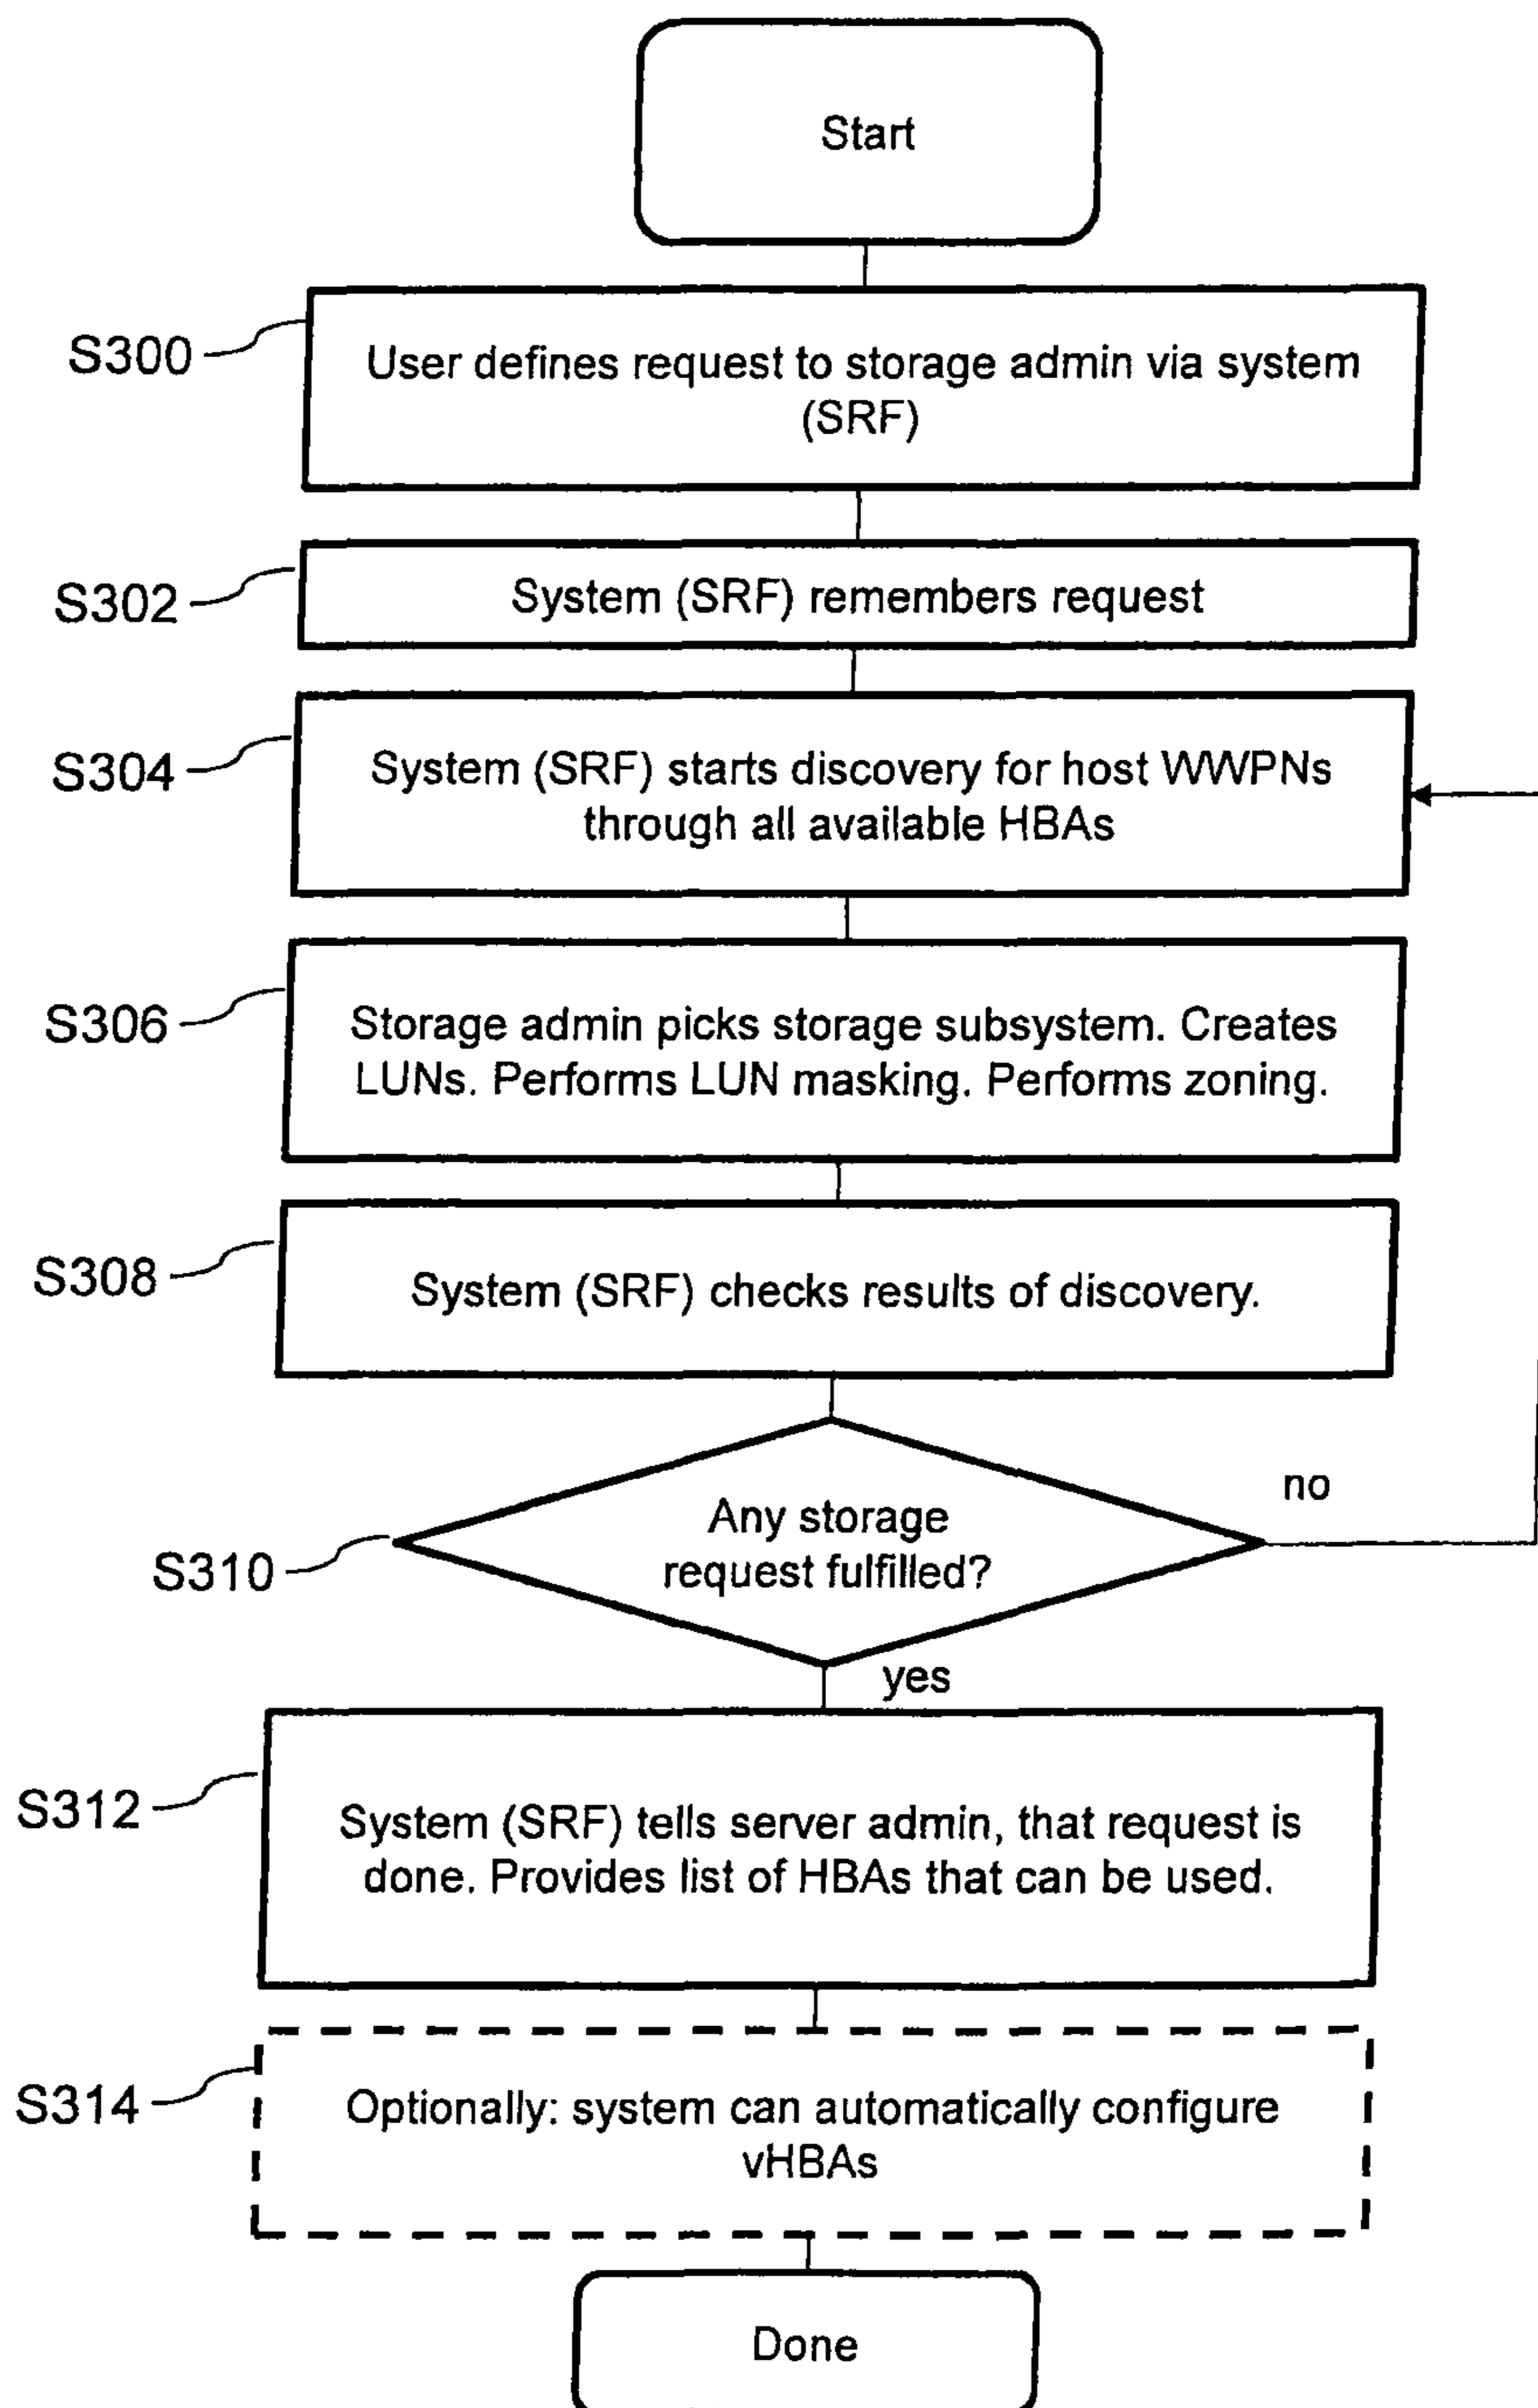 Start
S300
User defines request to storage admin via system
(SRF)
S302
System (SRF) remembers request
S304
System (SRF) starts discovery for host WWPNs
through all available HBAs
S306
Storage admin picks storage subsystem. Creates
LUNs. Performs LUN masking. Performs zoning.
S308
System (SRF) checks results of discovery.
S310
Any storage
request fulfilled?
no
yes
S312
System (SRF) tells server admin, that request is
done. Provides list of HBAs that can be used.
S314
Optionally: system can automatically configure
vHBAs
Done